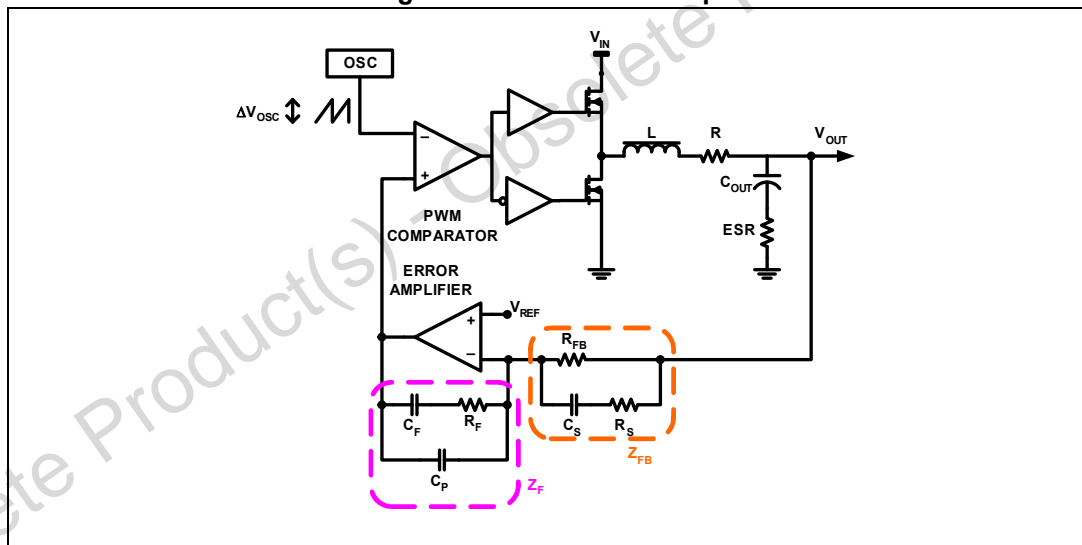 OSC
ΔVOSC
VIN
L
R
VOUT
COUT
ESR
PWM
COMPARATOR
ERROR
AMPLIFIER
VREF
RFB
CS
RS
ZFB
CF
RF
CP
ZF
ete Product(s) - Obsolete